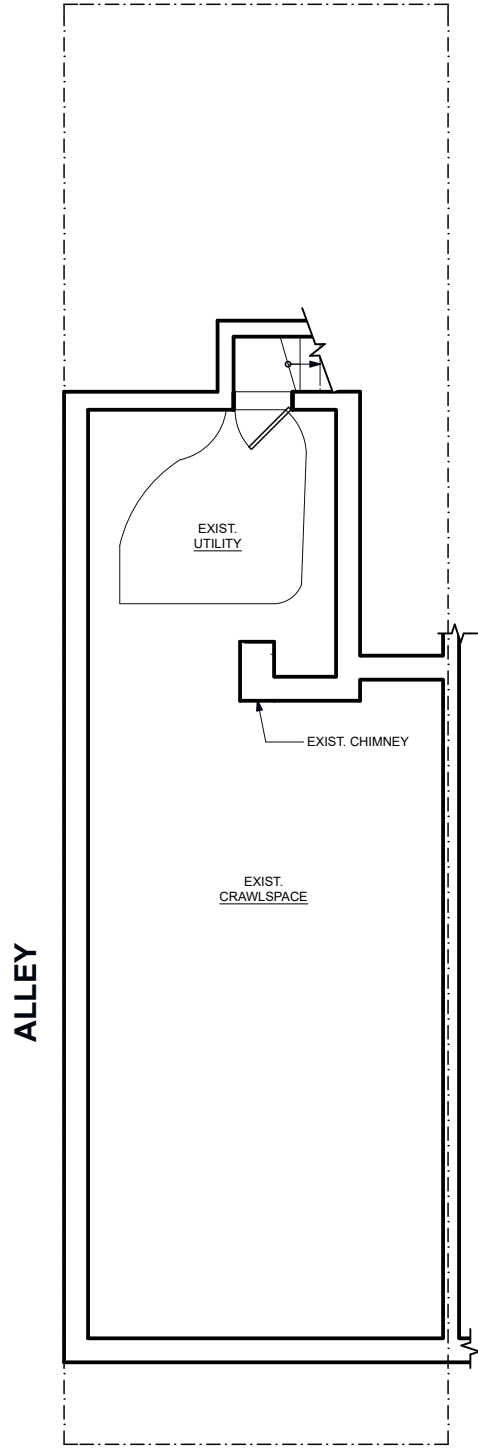 EXIST.
UTILITY
EXIST. CHIMNEY
EXIST.
CRAWLSPACE
ALLEY